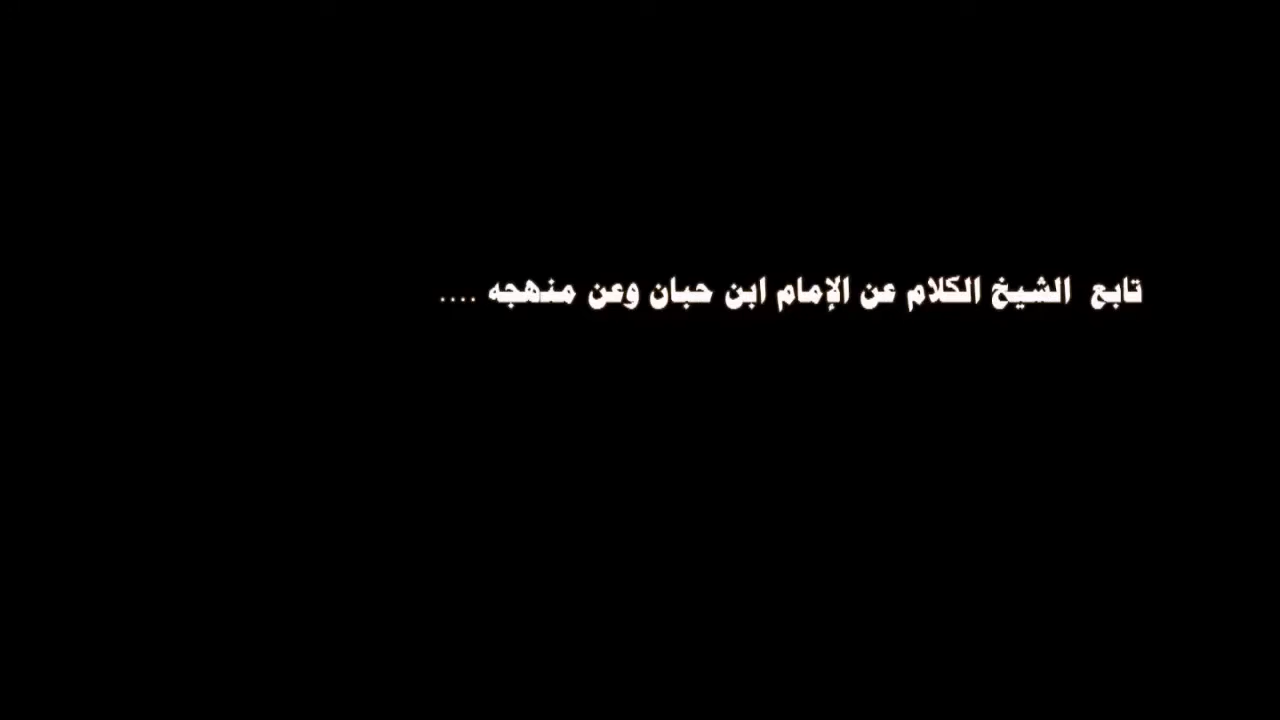 تابع الشيخ الكلام عن الإمام ابن حبان وعن منهجه ....